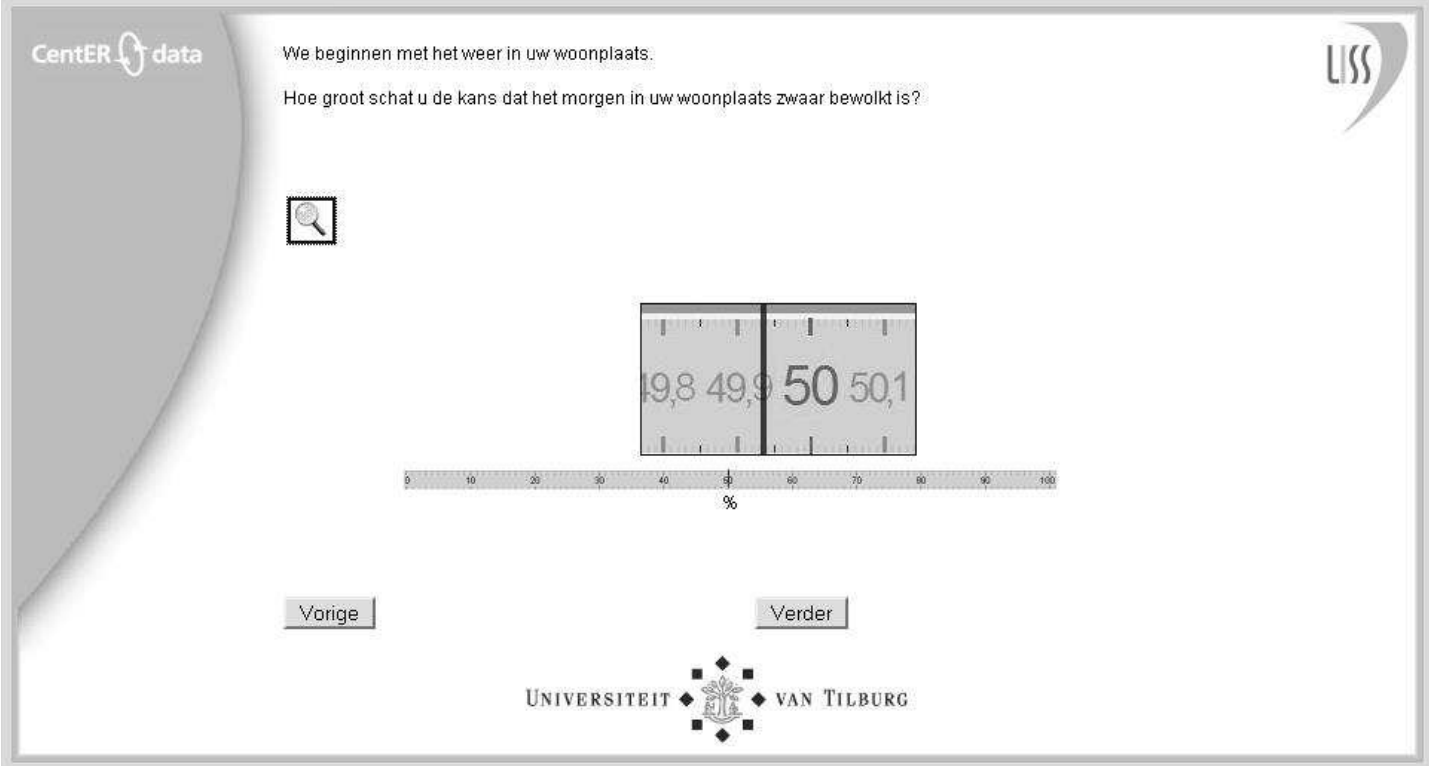 CentER data
We beginnen met het weer in uw woonplaats.
LISS
Hoe groot schat u de kans dat het morgen in uw woonplaats zwaar bewolkt is?
49,8 49,9 50 50,1
0 10 20 30 40 50 60 70 80 90 100
%
Vorige Verder
UNIVERSITEIT VAN TILBURG